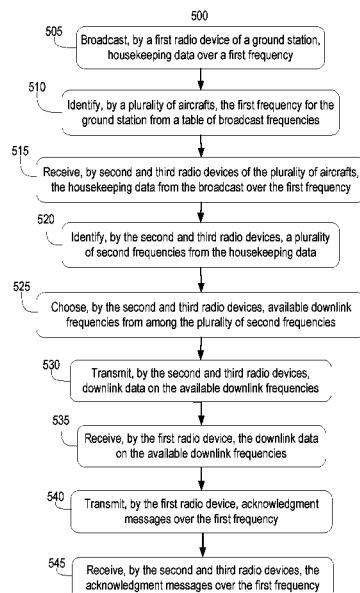 500
505
Broadcast, by a first radio device of a ground station,
housekeeping data over a first frequency
510
Identify, by a plurality of aircrafts, the first frequency for the
ground station from a table of broadcast frequencies
515
Receive, by second and third radio devices of the plurality of aircrafts,
the housekeeping data from the broadcast over the first frequency
520
Identify, by the second and third radio devices, a plurality
of second frequencies from the housekeeping data
525
Choose, by the second and third radio devices, available downlink
frequencies from among the plurality of second frequencies
530
Transmit, by the second and third radio devices,
downlink data on the available downlink frequencies
535
Receive, by the first radio device, the downlink data
on the available downlink frequencies
540
Transmit, by the first radio device, acknowledgment
messages over the first frequency
545
Receive, by the second and third radio devices, the
acknowledgment messages over the first frequency